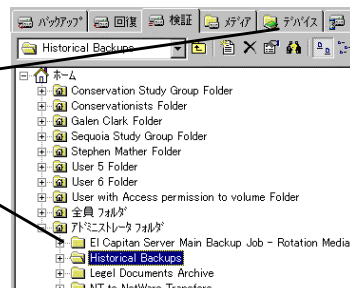 ﾊﾞｯｸｱｯﾌﾟ 回復 検証 ﾒﾃﾞｨｱ ﾃﾞﾊﾞｲｽ
Historical Backups
ホーム
Conservation Study Group Folder
Conservationists Folder
Galen Clark Folder
Sequoia Study Group Folder
Stephen Mather Folder
User 5 Folder
User 6 Folder
User with Access permission to volume Folder
全員 ﾌｫﾙﾀﾞ
ｱﾄﾞﾐﾆｽﾄﾚｰﾀ ﾌｫﾙﾀﾞ
El Capitan Server Main Backup Job - Rotation Media
Historical Backups
Legel Documents Archive
NT to NetWare Transfers